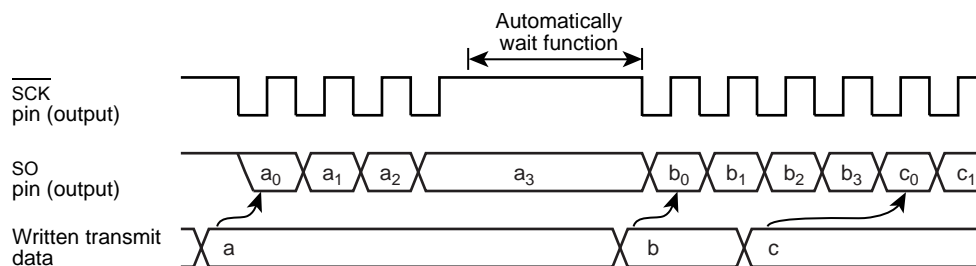 Automatically
wait function
SCK
pin (output)
SO
pin (output)
a0 a1 a2 a3 b0 b1 b2 b3 c0 c1
Written transmit
data
a b c